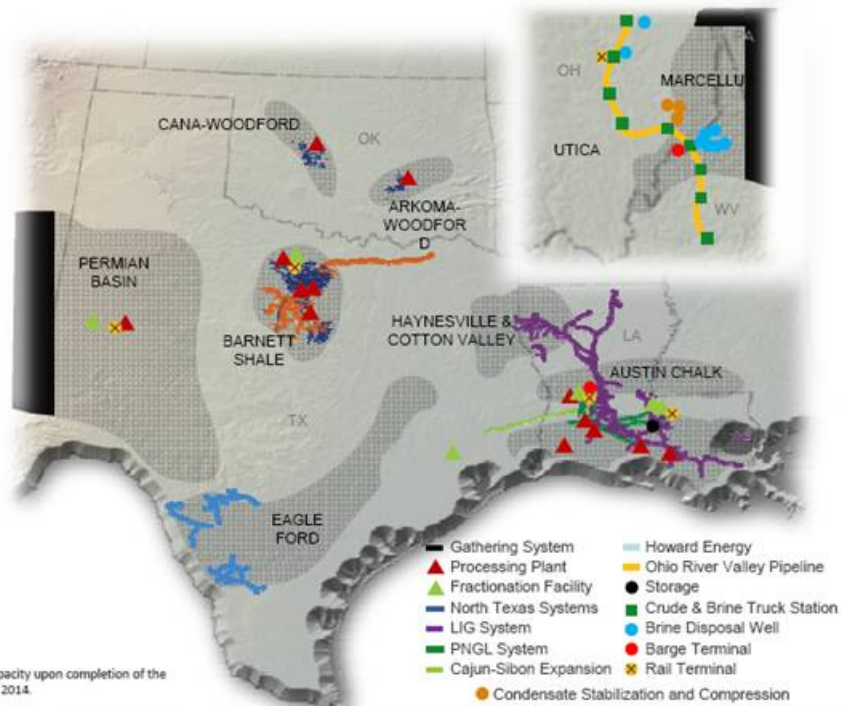 CANA-WOODFORD
OK
ARKOMA-
WOODFOR
D
PERMIAN
BASIN
BARNETT
SHALE
HAYNESVILLE &
COTTON VALLEY
LA
AUSTIN CHALK
TX
EAGLE
FORD
OH
MARCELLU
UTICA
WV
Gathering System
Processing Plant
Fractionation Facility
North Texas Systems
LIG System
PNGL System
Cajun-Sibon Expansion
Howard Energy
Ohio River Valley Pipeline
Storage
Crude & Brine Truck Station
Brine Disposal Well
Barge Terminal
Rail Terminal
Condensate Stabilization and Compression
pacity upon completion of the
2014.